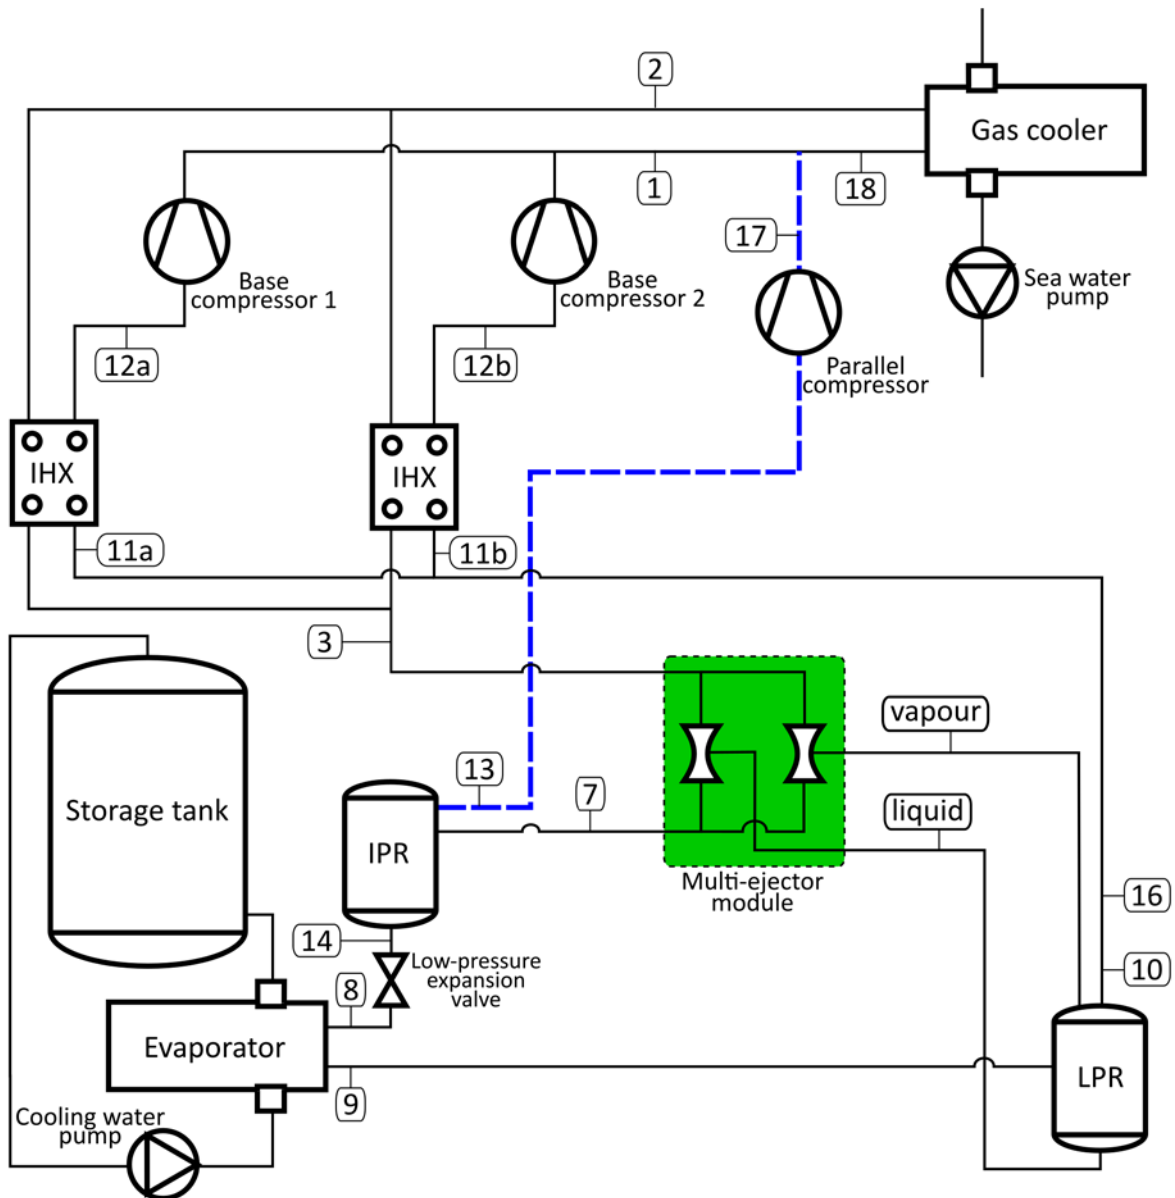 2
Gas cooler
1
18
17
Base
compressor 1
Base
compressor 2
Sea water
pump
12a
12b
Parallel
compressor
IHX
IHX
11a
11b
3
vapour
13
7
liquid
Storage tank
IPR
Multi-ejector
module
16
14
Low-pressure
expansion
valve
10
8
Evaporator
LPR
9
Cooling water
pump